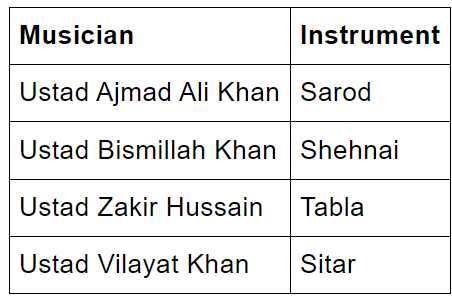 Musician Instrument
Ustad Ajmad Ali Khan Sarod
Ustad Bismillah Khan Shehnai
Ustad Zakir Hussain Tabla
Ustad Vilayat Khan Sitar